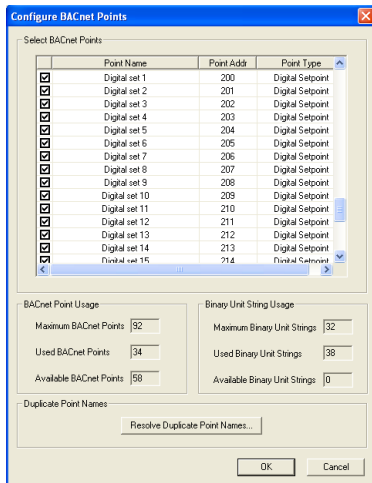 Configure BACnet Points
Select BACnet Points
Point Name Point Addr Point Type
Digital set 1 200 Digital Setpoint
Digital set 2 201 Digital Setpoint
Digital set 3 202 Digital Setpoint
Digital set 4 203 Digital Setpoint
Digital set 5 204 Digital Setpoint
Digital set 6 205 Digital Setpoint
Digital set 7 206 Digital Setpoint
Digital set 8 207 Digital Setpoint
Digital set 9 208 Digital Setpoint
Digital set 10 209 Digital Setpoint
Digital set 11 210 Digital Setpoint
Digital set 12 211 Digital Setpoint
Digital set 13 212 Digital Setpoint
Digital set 14 213 Digital Setpoint
Digital set 15 214 Digital Setpoint
BACnet Point Usage Binary Unit String Usage
Maximum BACnet Points 92 Maximum Binary Unit Strings 32
Used BACnet Points 34 Used Binary Unit Strings 38
Available BACnet Points 58 Available Binary Unit Strings 0
Duplicate Point Names
Resolve Duplicate Point Names...
OK Cancel